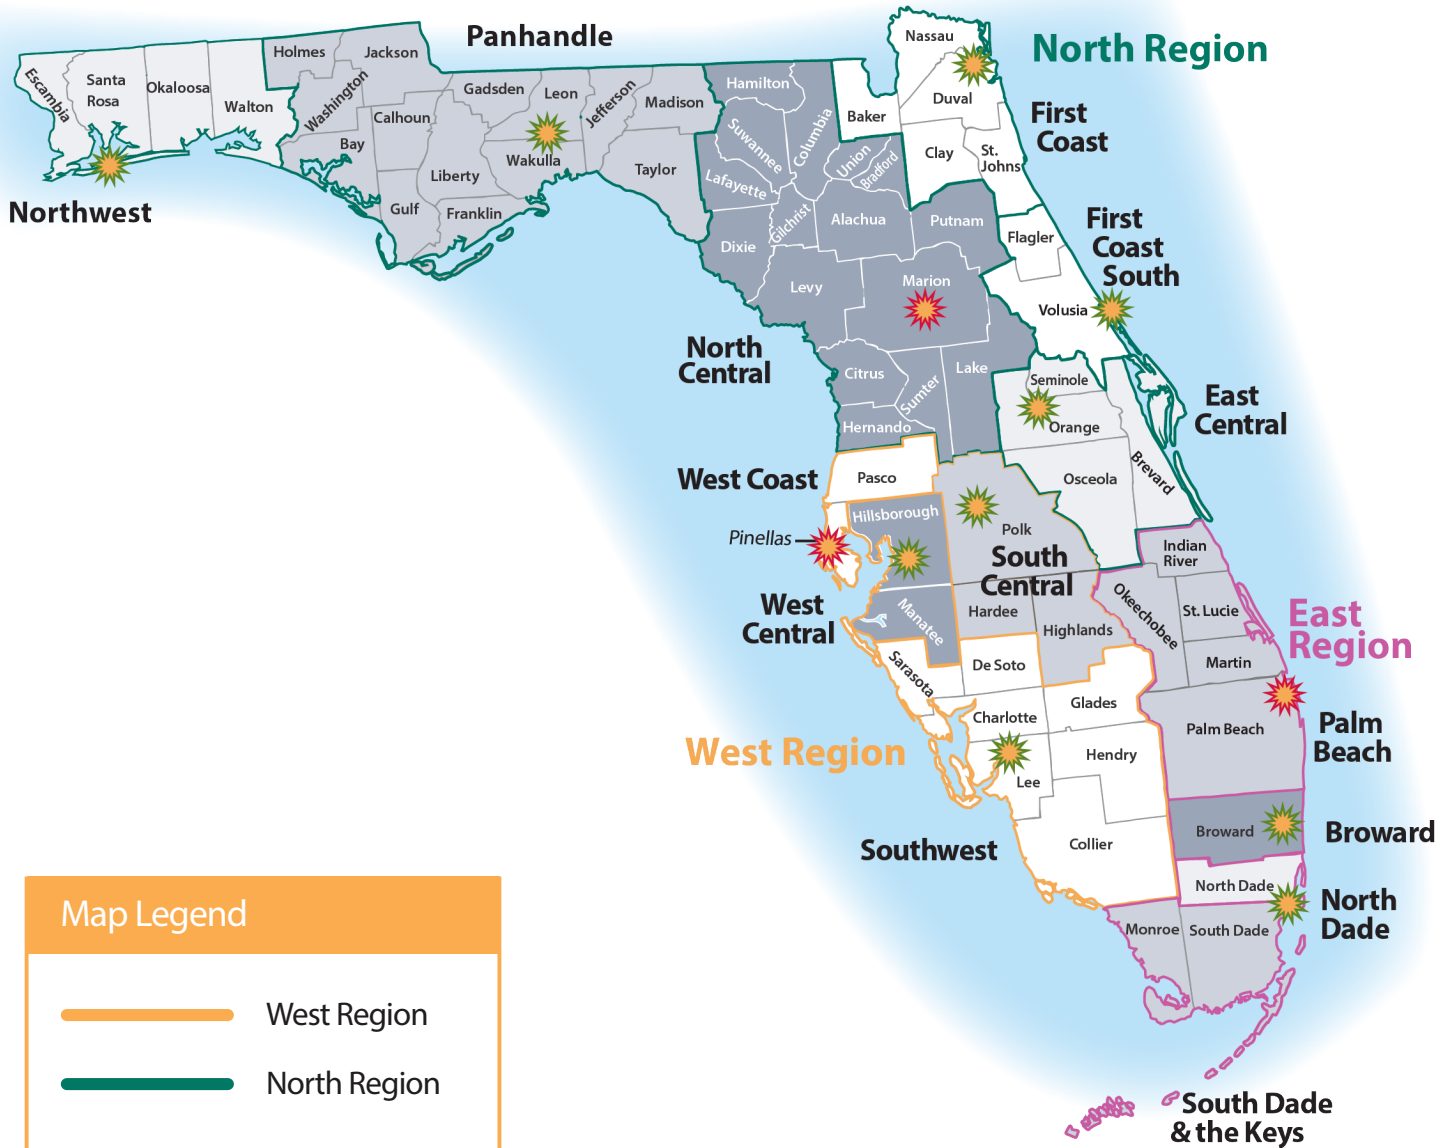 Panhandle
North Region
Nassau
Duval
Baker
Clay
St.
Johns
First
Coast
Holmes
Jackson
Washington
Escambia
Santa
Rosa
Okaloosa
Walton
Bay
Calhoun
Gadsden
Leon
Jefferson
Madison
Wakulla
Liberty
Gulf
Franklin
Taylor
Northwest
Hamilton
Suwannee
Columbia
Union
Bradford
Lafayette
Gilchrist
Alachua
Putnam
Dixie
Levy
Marion
Flagler
Volusia
First
Coast
South
North
Central
Citrus
Sumter
Lake
Hernando
Seminole
Orange
Osceola
Brevard
East
Central
West Coast
Pasco
Hillsborough
Pinellas
Polk
South
Central
West
Central
Manatee
Hardee
Highlands
Indian
River
Okeechobee
St. Lucie
Martin
East
Region
Sarasota
De Soto
Charlotte
Glades
West Region
Lee
Hendry
Palm Beach
Palm
Beach
Southwest
Collier
Broward
Broward
North Dade
North
Dade
Monroe
South Dade
South Dade
& the Keys
Map Legend
West Region
North Region